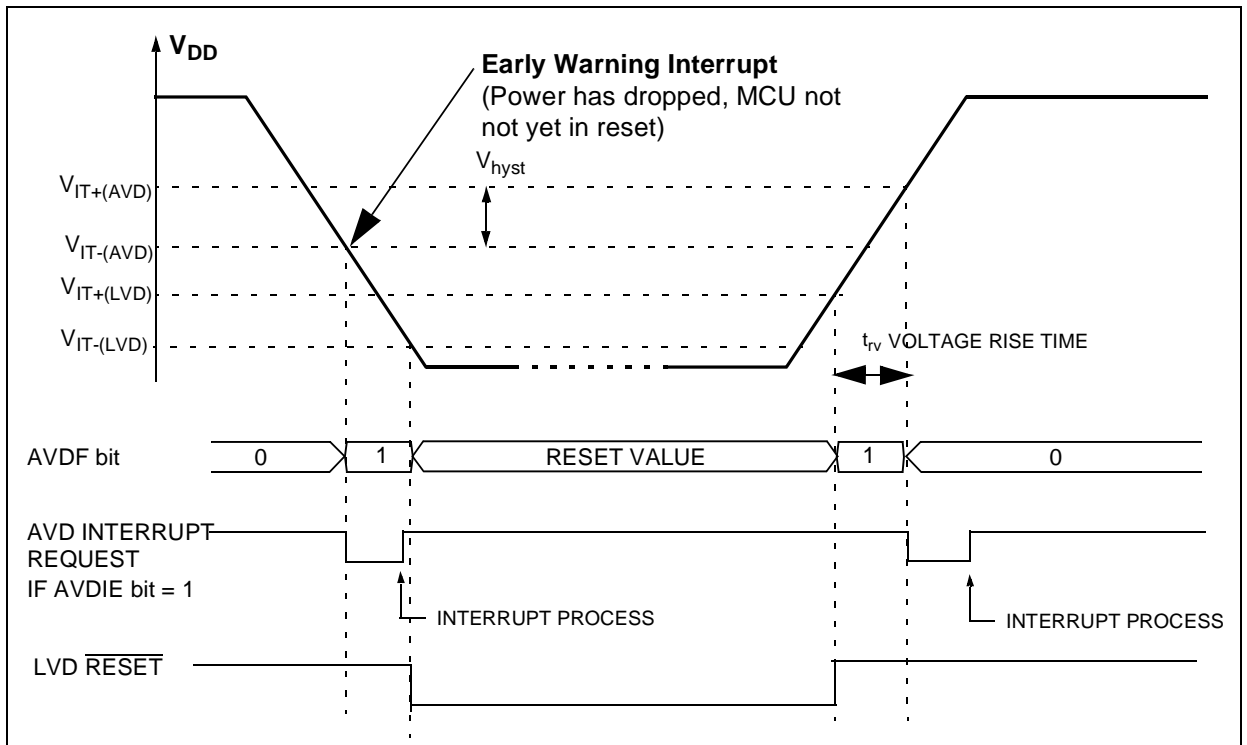 VDD
Early Warning Interrupt
(Power has dropped, MCU not
not yet in reset)
Vhyst
VIT+(AVD)
VIT-(AVD)
VIT+(LVD)
VIT-(LVD)
trv VOLTAGE RISE TIME
AVDF bit
0
1
RESET VALUE
1
0
AVD INTERRUPT
REQUEST
IF AVDIE bit = 1
INTERRUPT PROCESS
INTERRUPT PROCESS
LVD RESET